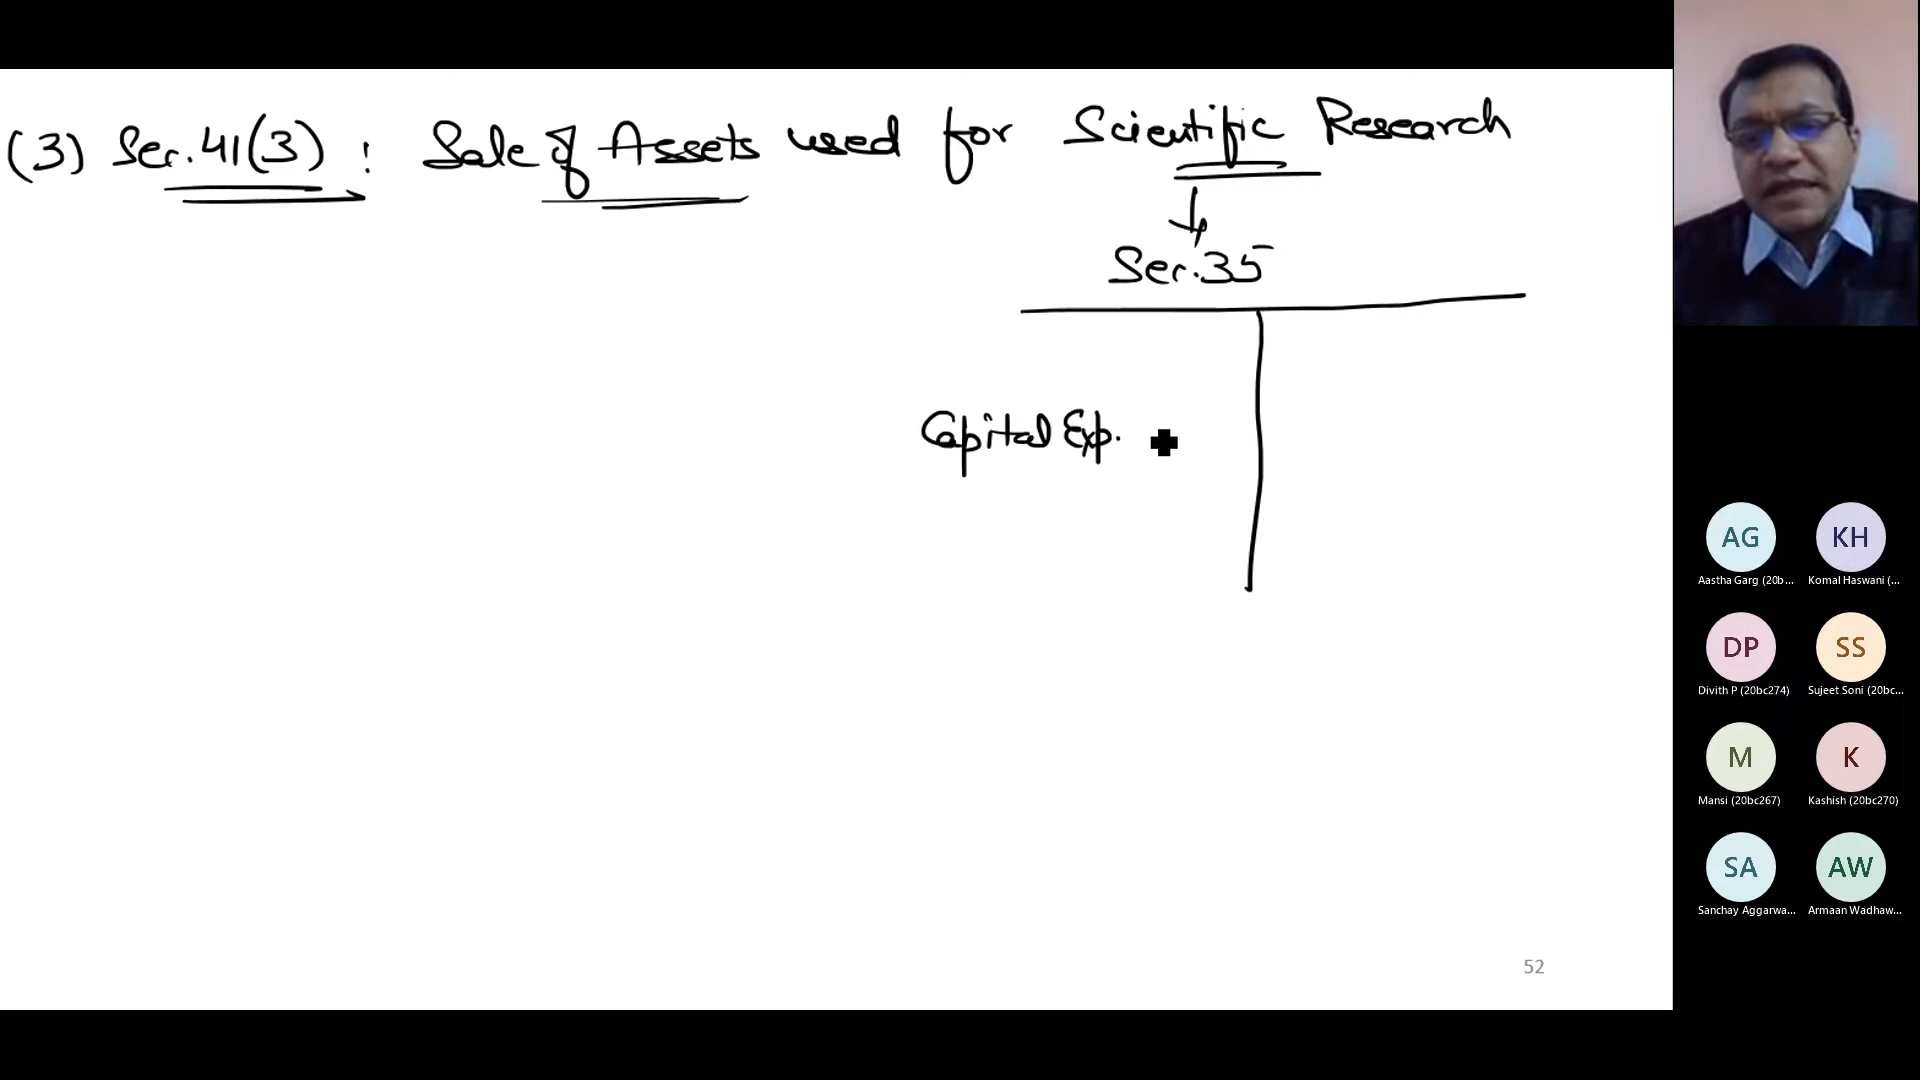 (3) Sec. 41(3) : Sale of Assets used for Scientific Research
Sec. 35
Capital Exp.
52
AG
KH
Aastha Garg (20b...
Komal Haswani (...
DP
SS
Divith P (20bc274)
Sujeet Soni (20bc...
M
K
Mansi (20bc267)
Kashish (20bc270)
SA
AW
Sanchay Aggarwa...
Armaan Wadhaw...